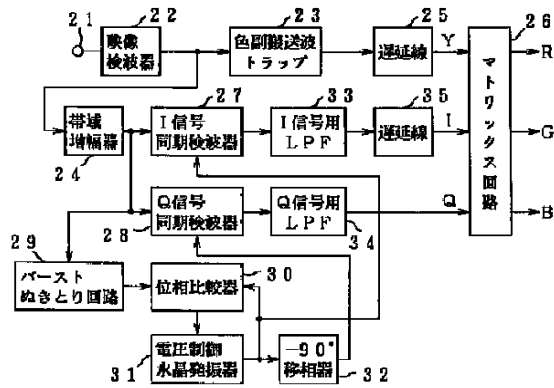 21
22
映像
検波器
23
色副搬送波
トラップ
25
遅延線
Y
26
マトリックス回路
R
G
B
帯域
増幅器
24
27
I信号
同期検波器
33
I信号用
LPF
35
遅延線
I
Q信号
同期検波器
28
Q信号用
LPF
34
Q
29
バースト
ぬきとり回路
30
位相比較器
電圧制御
水晶発振器
31
−90°
移相器
32